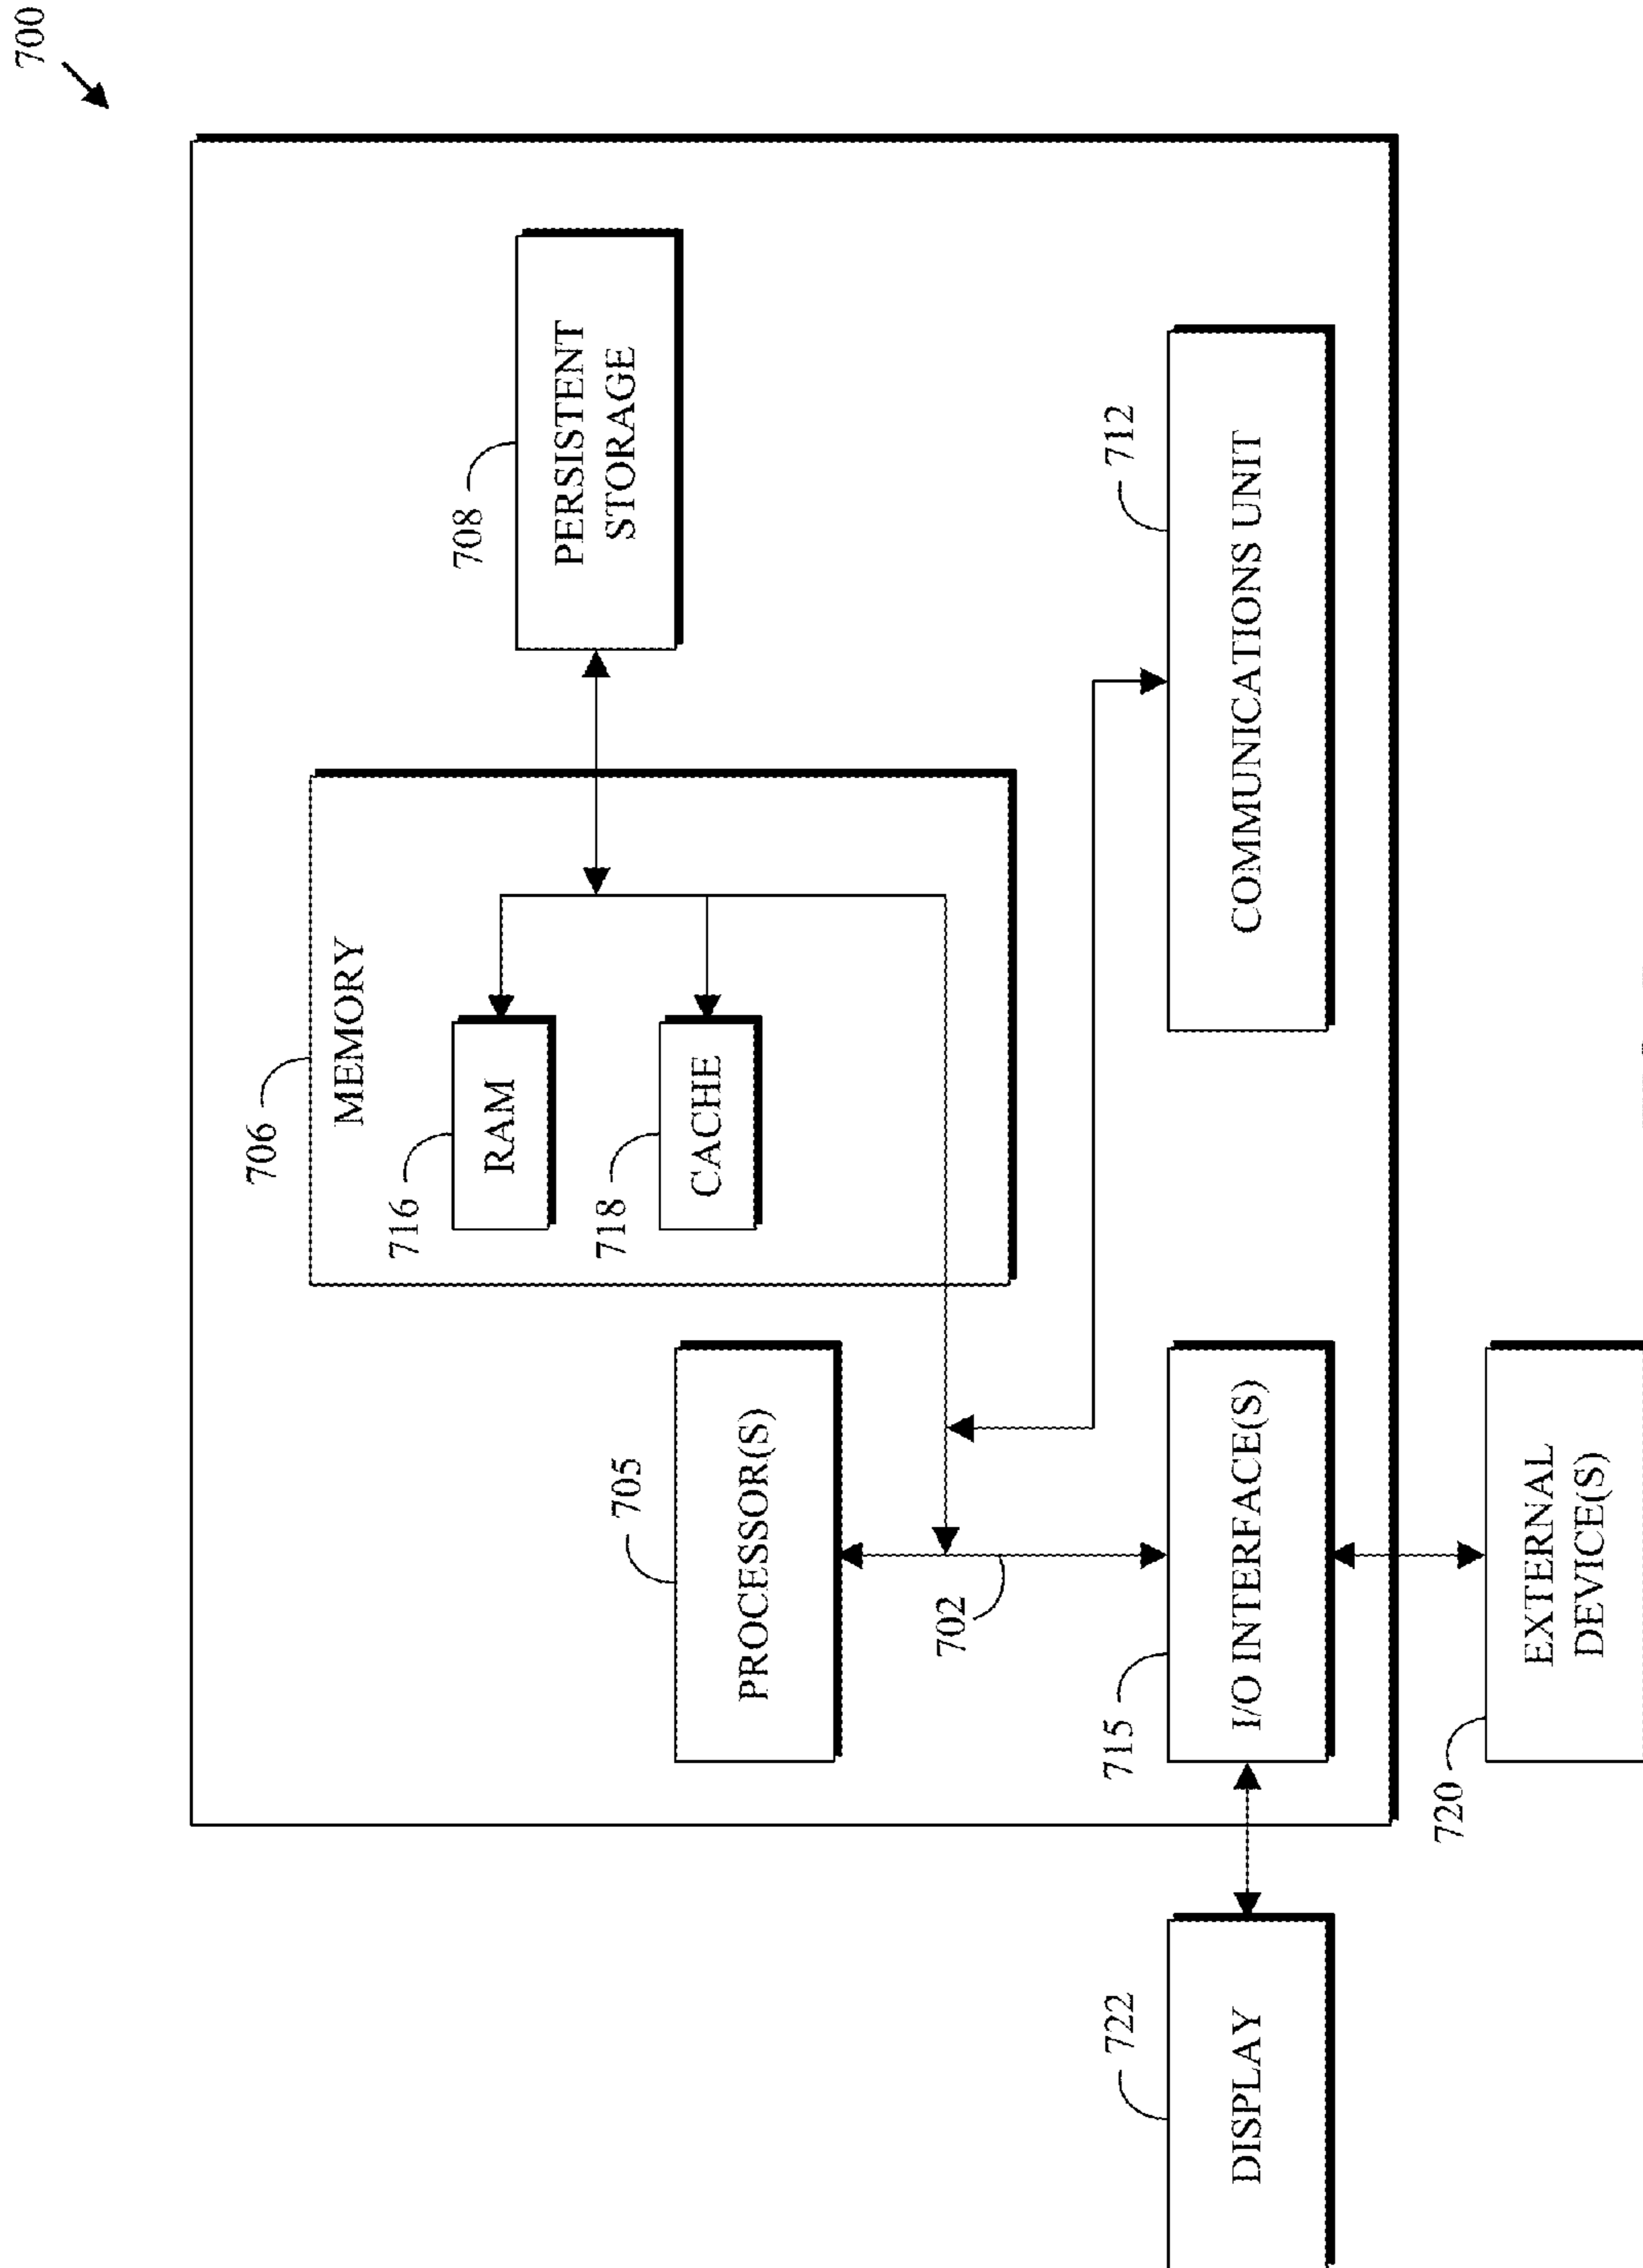 700
706
MEMORY
716
RAM
708
PERSISTENT
STORAGE
718
CACHE
705
PROCESSOR(S)
702
712
COMMUNICATIONS UNIT
722
DISPLAY
715
I/O INTERFACE(S)
720
EXTERNAL
DEVICE(S)